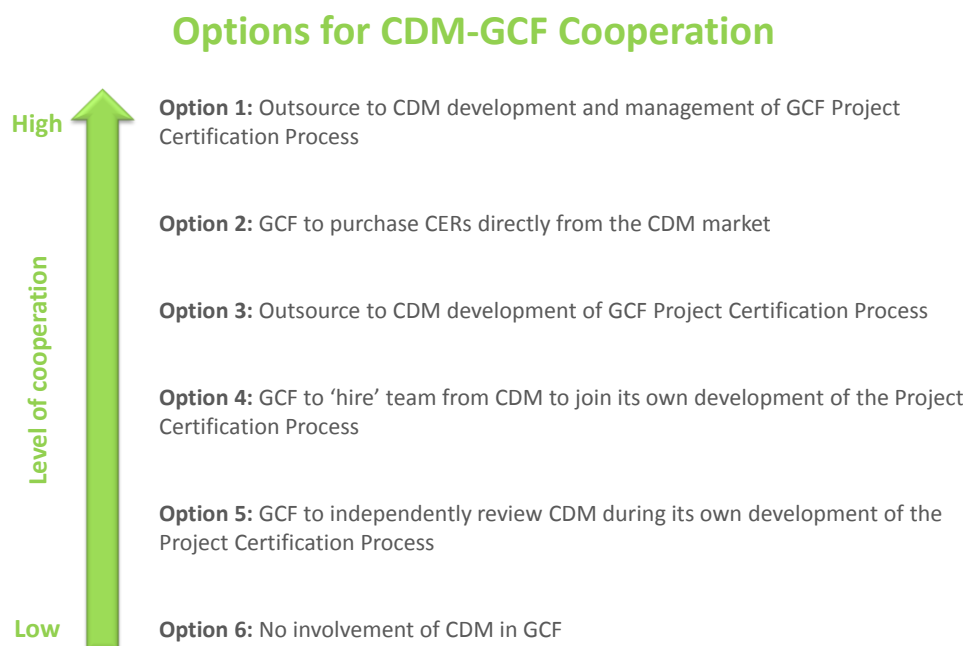 Options for CDM-GCF Cooperation
High
Option 1: Outsource to CDM development and management of GCF Project
Certification Process
Option 2: GCF to purchase CERs directly from the CDM market
Level of cooperation
Option 3: Outsource to CDM development of GCF Project Certification Process
Option 4: GCF to ‘hire’ team from CDM to join its own development of the Project
Certification Process
Option 5: GCF to independently review CDM during its own development of the
Project Certification Process
Low
Option 6: No involvement of CDM in GCF